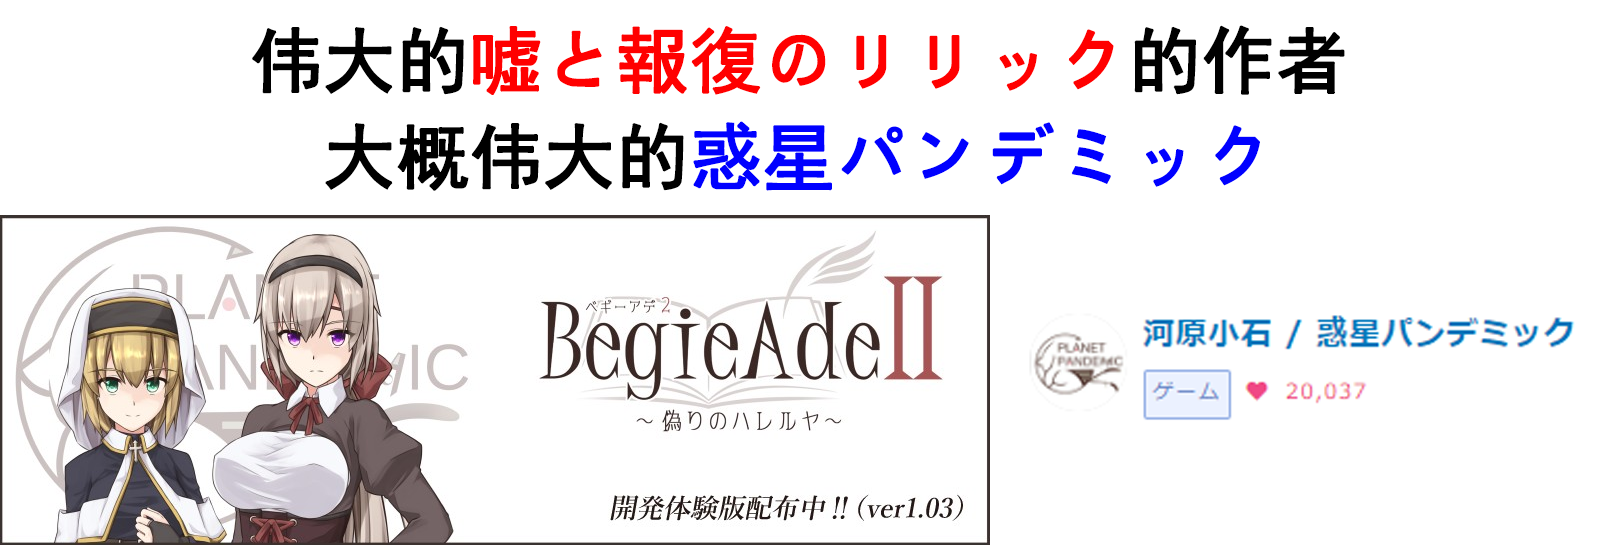 伟大的嘘と報復のリリック的作者
大概伟大的惑星パンデミック
PLANET
PANDEMIC
ベギーアデ2
BegieAdeII
～偽りのハレルヤ～
開発体験版配布中!!（ver1.03）
PLANET
PANDEMIC
河原小石 / 惑星パンデミック
ゲーム ♥ 20,037